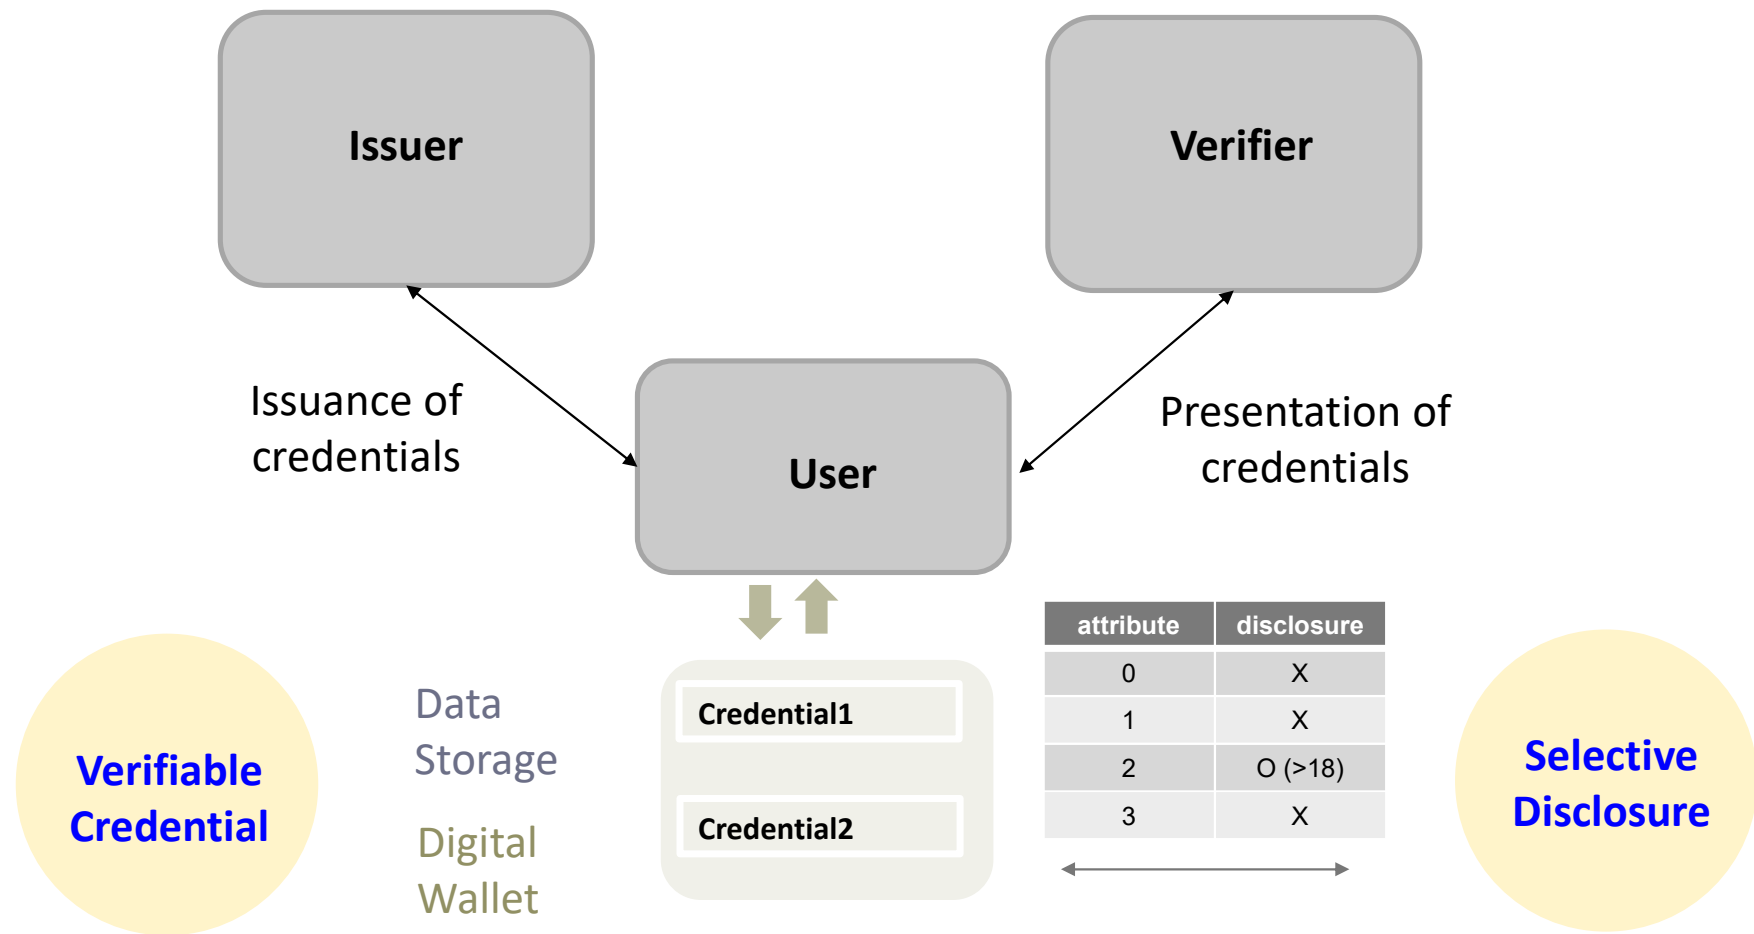 Issuer
Verifier
Issuance of
credentials
Presentation of
credentials
User
attribute disclosure
0 X
1 X
2 O (>18)
3 X
Data
Storage
Digital
Wallet
Credential1
Credential2
Verifiable
Credential
Selective
Disclosure